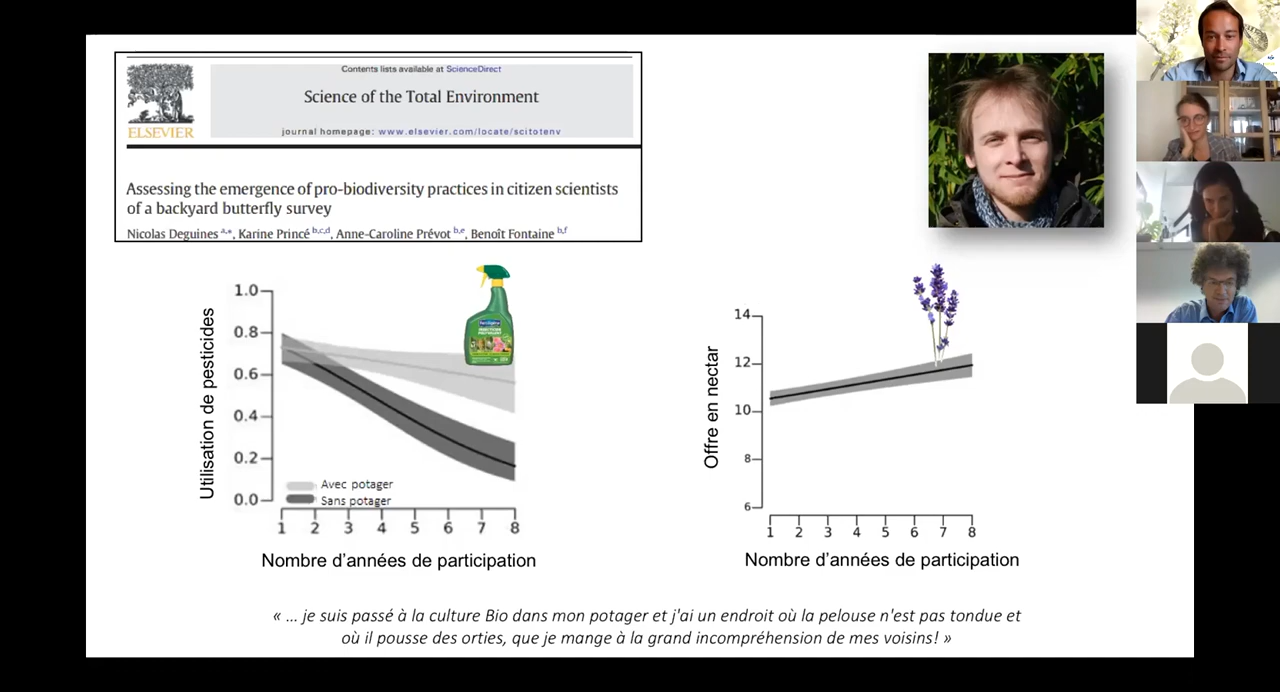 Contents lists available at ScienceDirect
Science of the Total Environment
ELSEVIER
journal homepage: www.elsevier.com/locate/scitotenv
Assessing the emergence of pro-biodiversity practices in citizen scientists
of a backyard butterfly survey
Nicolas Deguines a,*, Karine Princé b,c,d, Anne-Caroline Prévot b,e, Benoît Fontaine b,f
Utilisation de pesticides
1.0
0.8
0.6
0.4
0.2
0.0
Avec potager
Sans potager
1 2 3 4 5 6 7 8
Nombre d'années de participation
Offre en nectar
14
12
10
8
6
1 2 3 4 5 6 7 8
Nombre d'années de participation
« ... je suis passé à la culture Bio dans mon potager et j'ai un endroit où la pelouse n'est pas tondue et
où il pousse des orties, que je mange à la grand incompréhension de mes voisins! »